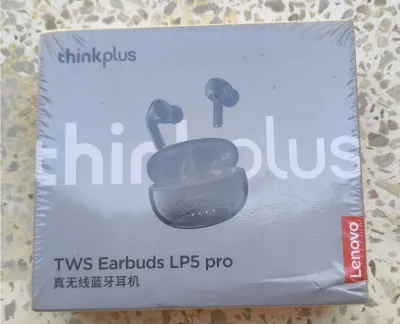 thinkplus
thinkplus
TWS Earbuds LP5 pro
真无线蓝牙耳机
Lenovo